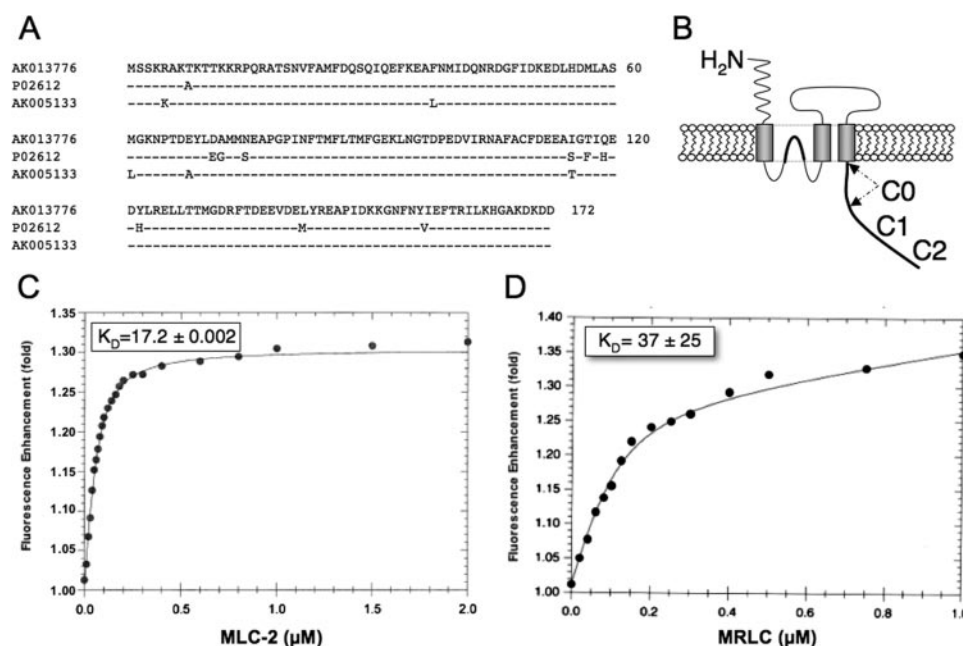 A
AK013776 MSSKRAKTKTTKKRPQRATSNVFAMFDQSQIQEFKEAFNMIDQNRDGFIDKEDLHDMLAS 60
P02612 -------A----------------------------------------------------
AK005133 ----K--------------------------------L----------------------
AK013776 MGKNPTDEYLDAMMNEAPGPINFTMFLTMFGEKLNGTDPEDVIRNAFACFDEEAIGTIQE 120
P02612 ----------EG--S---------------------------------------S-F-H-
AK005133 L------A----------------------------------------------T-----
AK013776 DYLRELLTTMGDRFTDEEVDELYREAPIDKKGNFNYIEFTRILKHGAKDKDD 172
P02612 -H-------------------M--------------V---------------
AK005133 ----------------------------------------------------
B
H2N
C0
C1
C2
C
KD=17.2 ± 0.002
Fluorescence Enhancement (fold)
1.35
1.30
1.25
1.20
1.15
1.10
1.05
1.00
0.0 0.5 1.0 1.5 2.0
MLC-2 (µM)
D
KD= 37 ± 25
Fluorescence Enhancement (fold)
1.40
1.35
1.30
1.25
1.20
1.15
1.10
1.05
1.00
0.0 0.2 0.4 0.6 0.8 1.0
MRLC (µM)